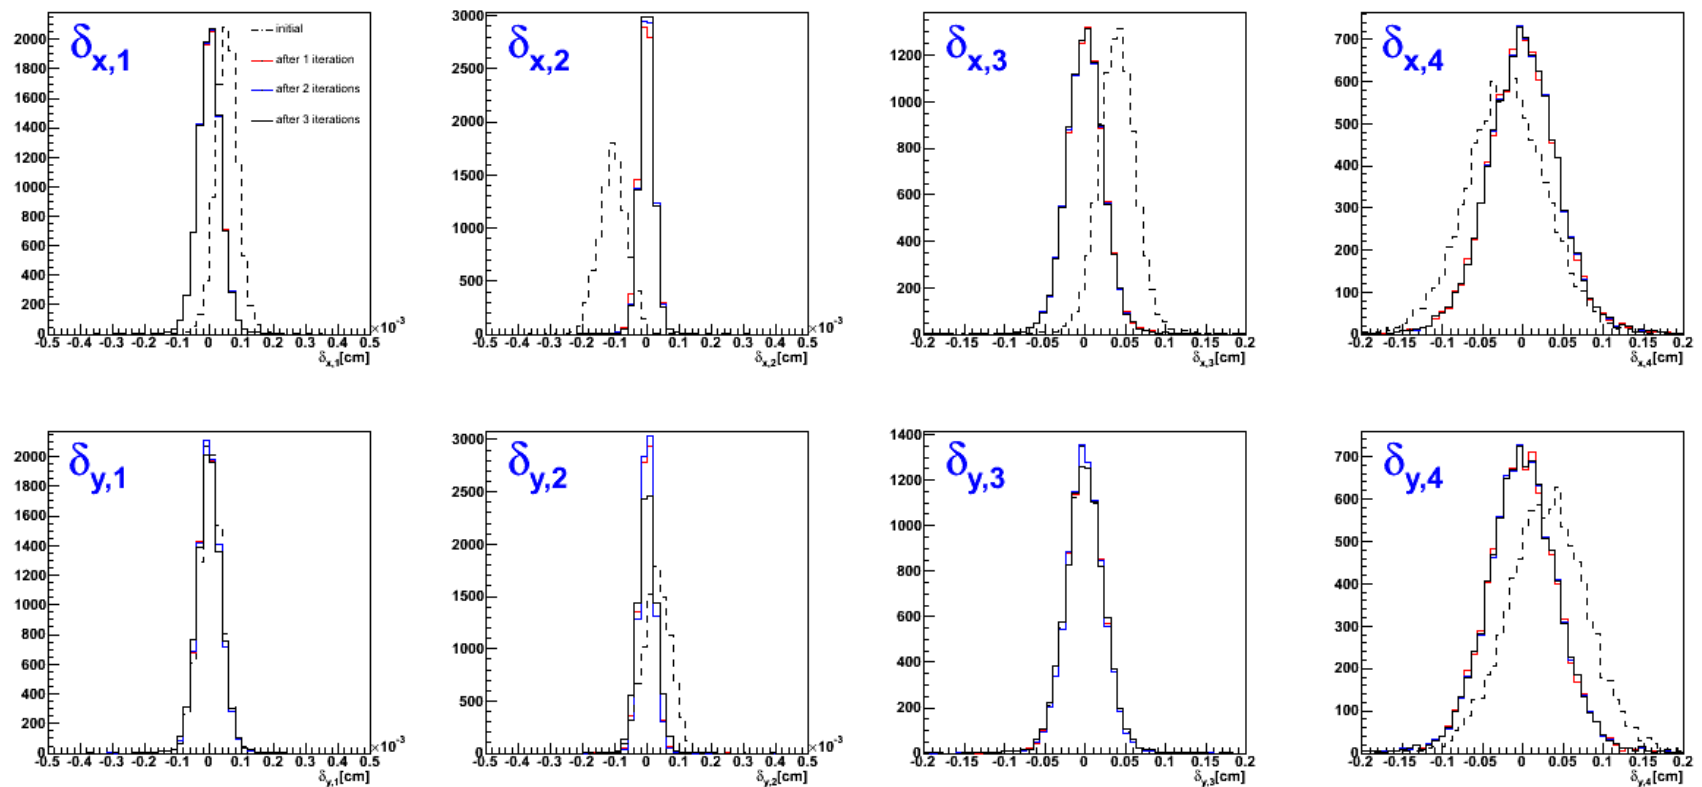 δx,1
initial
after 1 iteration
after 2 iterations
after 3 iterations
2000
1800
1600
1400
1200
1000
800
600
400
200
0
-0.5 -0.4 -0.3 -0.2 -0.1 0 0.1 0.2 0.3 0.4 0.5
×10-3
δx,1[cm]
δx,2
3000
2500
2000
1500
1000
500
0
-0.5 -0.4 -0.3 -0.2 -0.1 0 0.1 0.2 0.3 0.4 0.5
×10-3
δx,2[cm]
δx,3
1200
1000
800
600
400
200
0
-0.2 -0.15 -0.1 -0.05 0 0.05 0.1 0.15 0.2
δx,3[cm]
δx,4
700
600
500
400
300
200
100
0
-0.2 -0.15 -0.1 -0.05 0 0.05 0.1 0.15 0.2
δx,4[cm]
δy,1
2000
1800
1600
1400
1200
1000
800
600
400
200
0
-0.5 -0.4 -0.3 -0.2 -0.1 0 0.1 0.2 0.3 0.4 0.5
×10-3
δy,1[cm]
δy,2
3000
2500
2000
1500
1000
500
0
-0.5 -0.4 -0.3 -0.2 -0.1 0 0.1 0.2 0.3 0.4 0.5
×10-3
δy,2[cm]
δy,3
1400
1200
1000
800
600
400
200
0
-0.2 -0.15 -0.1 -0.05 0 0.05 0.1 0.15 0.2
δy,3[cm]
δy,4
700
600
500
400
300
200
100
0
-0.2 -0.15 -0.1 -0.05 0 0.05 0.1 0.15 0.2
δy,4[cm]